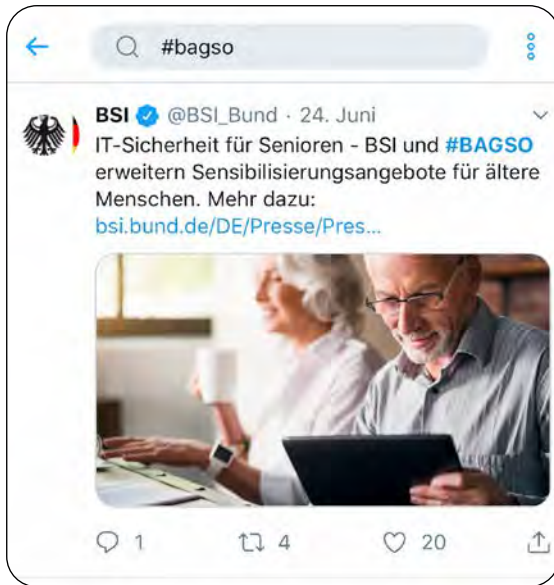 #bagso
BSI @BSI_Bund · 24. Juni
IT-Sicherheit für Senioren - BSI und #BAGSO
erweitern Sensibilisierungsangebote für ältere
Menschen. Mehr dazu:
bsi.bund.de/DE/Presse/Pres...
1 4 20